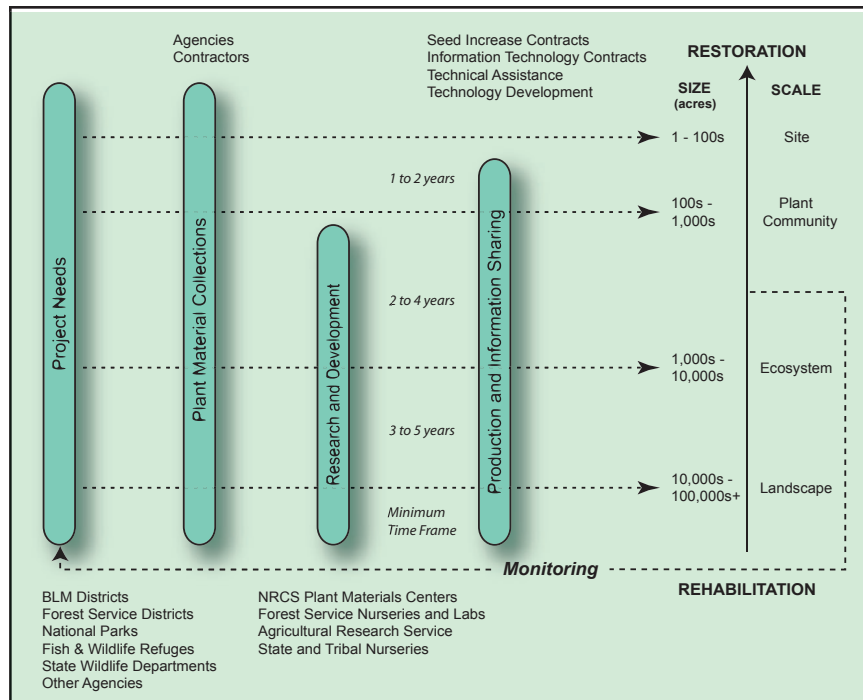 Agencies
Contractors
Seed Increase Contracts
Information Technology Contracts
Technical Assistance
Technology Development
RESTORATION
SIZE
(acres)
SCALE
Project Needs
Plant Material Collections
Research and Development
Production and Information Sharing
1 - 100s
Site
1 to 2 years
100s -
1,000s
Plant
Community
2 to 4 years
1,000s -
10,000s
Ecosystem
3 to 5 years
10,000s -
100,000s+
Landscape
Minimum
Time Frame
Monitoring
REHABILITATION
BLM Districts
Forest Service Districts
National Parks
Fish & Wildlife Refuges
State Wildlife Departments
Other Agencies
NRCS Plant Materials Centers
Forest Service Nurseries and Labs
Agricultural Research Service
State and Tribal Nurseries